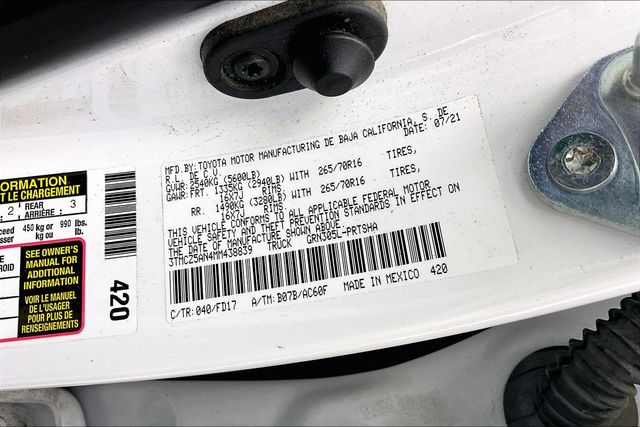 MFD.BY: TOYOTA MOTOR MANUFACTURING DE BAJA CALIFORNIA, S. DE
R.L. DE C.V. DATE: 07/21
GVWR: 2540KG (5600LB)
GAWR: FRT. 1335KG (2940LB) WITH 265/70R16 TIRES,
16X7J RIMS
RR. 1490KG (3280LB) WITH 265/70R16 TIRES,
16X7J RIMS
THIS VEHICLE CONFORMS TO ALL APPLICABLE FEDERAL MOTOR
VEHICLE SAFETY AND THEFT PREVENTION STANDARDS IN EFFECT ON
THE DATE OF MANUFACTURE SHOWN ABOVE.
3TMCZ5AN4MM438839 TRUCK GRN305L-PRTSHA
C/TR: 040/FD17 A/TM: B07B/AC60F MADE IN MEXICO 420
ORMATION
ET LE CHARGEMENT
2 REAR 3
ARRIÈRE :
exceed 450 kg or 990 lbs.
kg ou lb.
SEE OWNER'S
MANUAL FOR
ADDITIONAL
INFORMATION
VOIR LE MANUEL
DE L'USAGER
POUR PLUS DE
RENSEIGNEMENTS
420